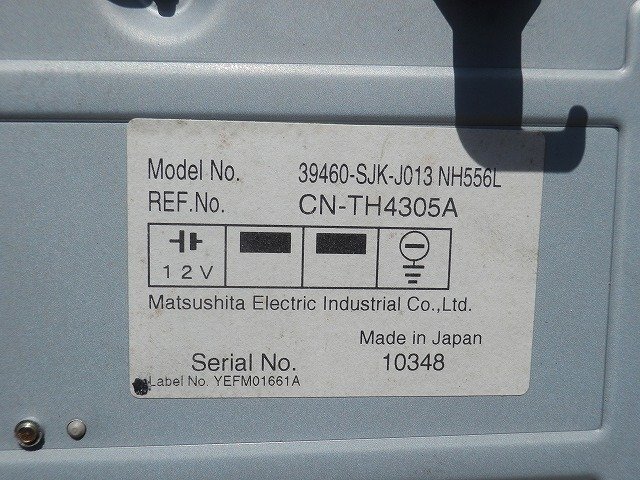 Model No. 39460-SJK-J013 NH556L
REF.No. CN-TH4305A
12V
Matsushita Electric Industrial Co.,Ltd.
Made in Japan
Serial No. 10348
Label No. YEFM01661A